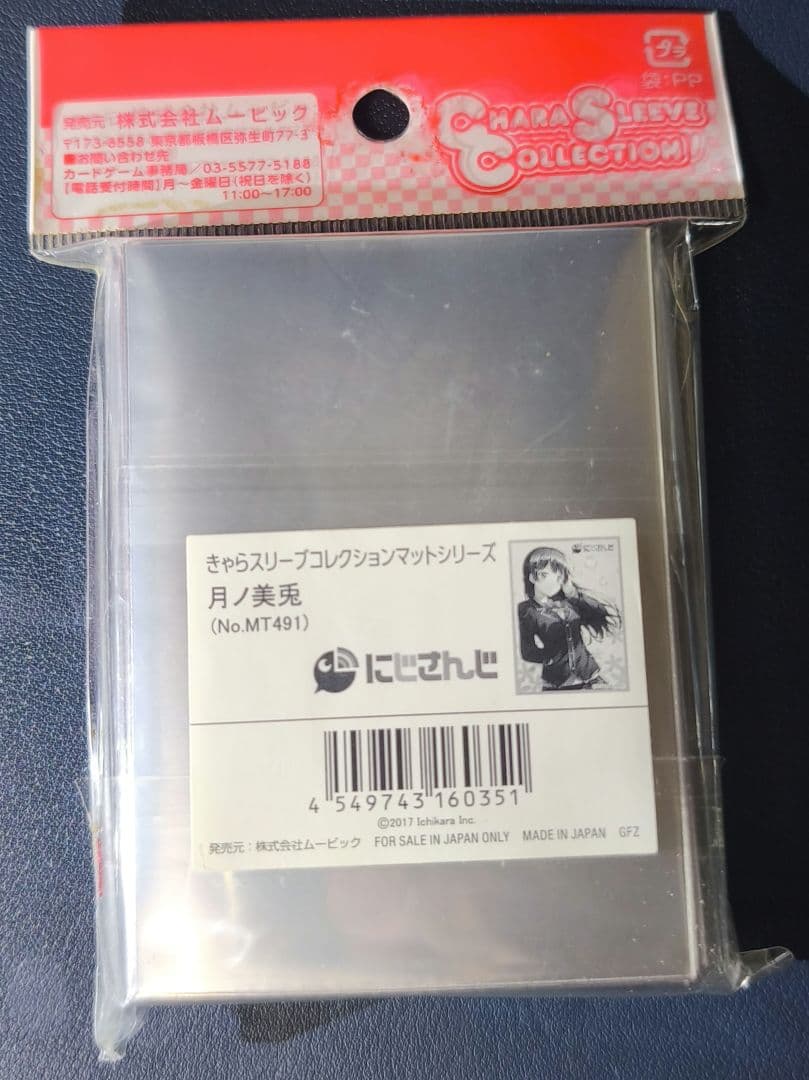 発売元：株式会社ムービック
〒173-8558 東京都板橋区弥生町77-3
■お問い合わせ先
カードゲーム事務局／03-5577-5188
【電話受付時間】月～金曜日(祝日を除く)
11:00～17:00
プラ
袋：PP
CHARA SLEEVE
COLLECTION!
きゃらスリーブコレクションマットシリーズ
月ノ美兎
(No.MT491)
にじさんじ
にじさんじ
4 549743 160351
©2017 Ichikara Inc.
発売元：株式会社ムービック FOR SALE IN JAPAN ONLY MADE IN JAPAN GFZ